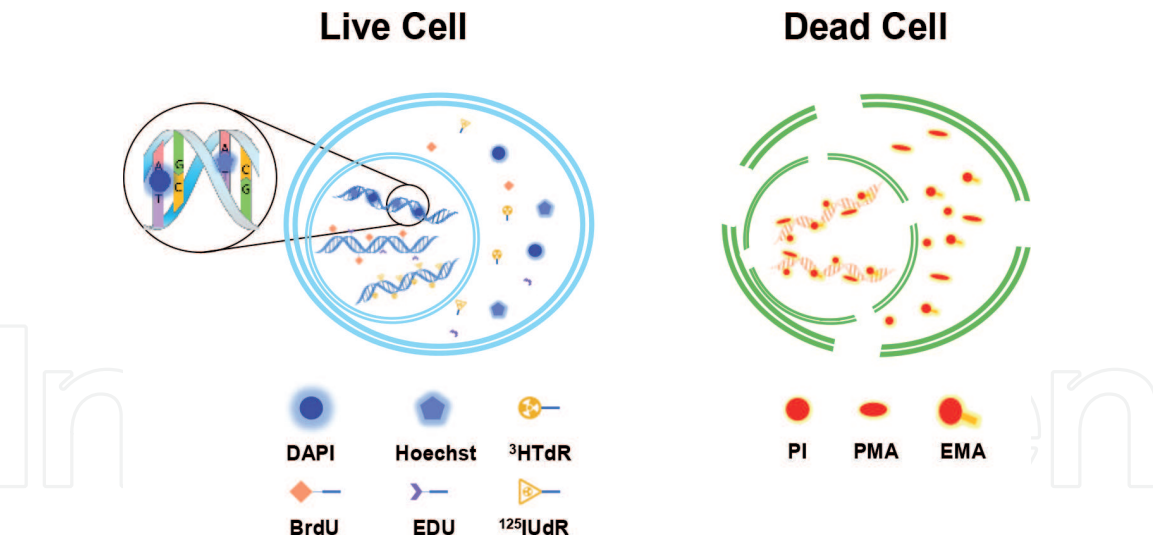 Live Cell
Dead Cell
A
G
A
C
C
T
T
G
DAPI
Hoechst
³HTdR
BrdU
EDU
¹²⁵IUdR
PI
PMA
EMA